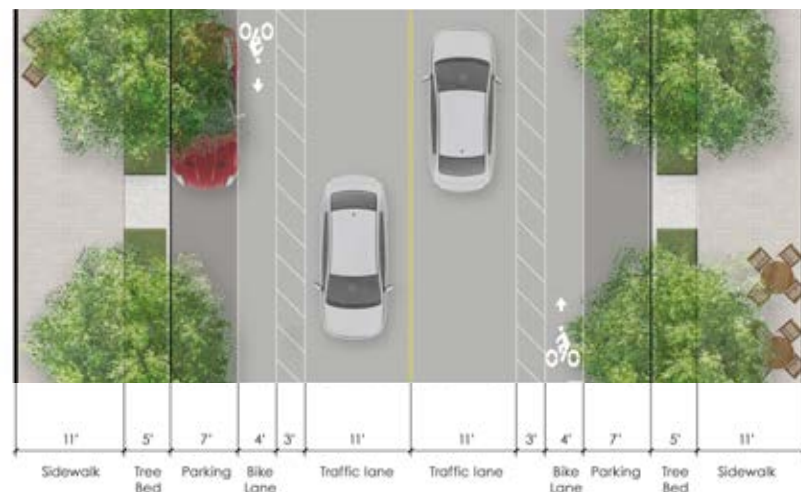 11' 5' 7' 4' 3' 11' 11' 3' 4' 7' 5' 11'
Sidewalk Tree Parking Bike Traffic lane Traffic lane Bike Parking Tree Sidewalk
Bed Lane Lane Bed